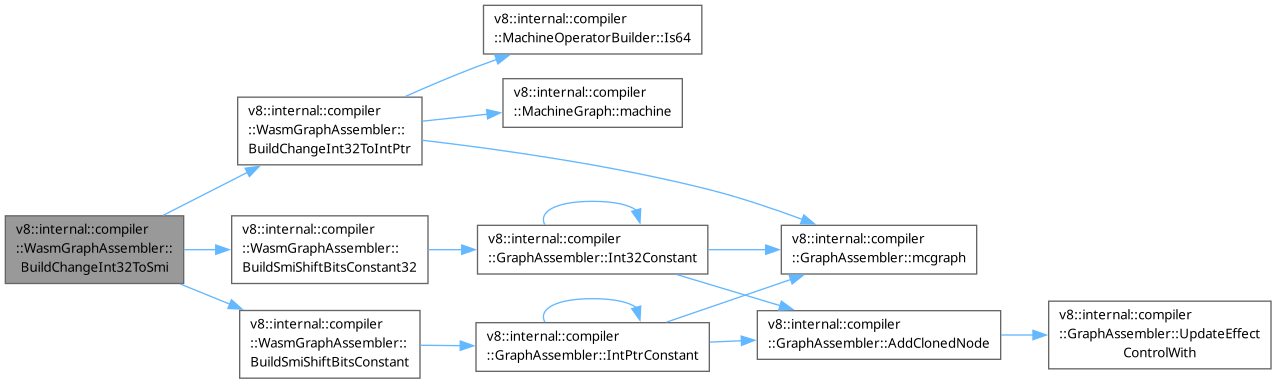 v8::internal::compiler
::MachineOperatorBuilder::Is64
v8::internal::compiler
::MachineGraph::machine
v8::internal::compiler
::WasmGraphAssembler::
BuildChangeInt32ToIntPtr
v8::internal::compiler
::WasmGraphAssembler::
BuildChangeInt32ToSmi
v8::internal::compiler
::WasmGraphAssembler::
BuildSmiShiftBitsConstant32
v8::internal::compiler
::GraphAssembler::Int32Constant
v8::internal::compiler
::GraphAssembler::mcgraph
v8::internal::compiler
::WasmGraphAssembler::
BuildSmiShiftBitsConstant
v8::internal::compiler
::GraphAssembler::IntPtrConstant
v8::internal::compiler
::GraphAssembler::AddClonedNode
v8::internal::compiler
::GraphAssembler::UpdateEffect
ControlWith